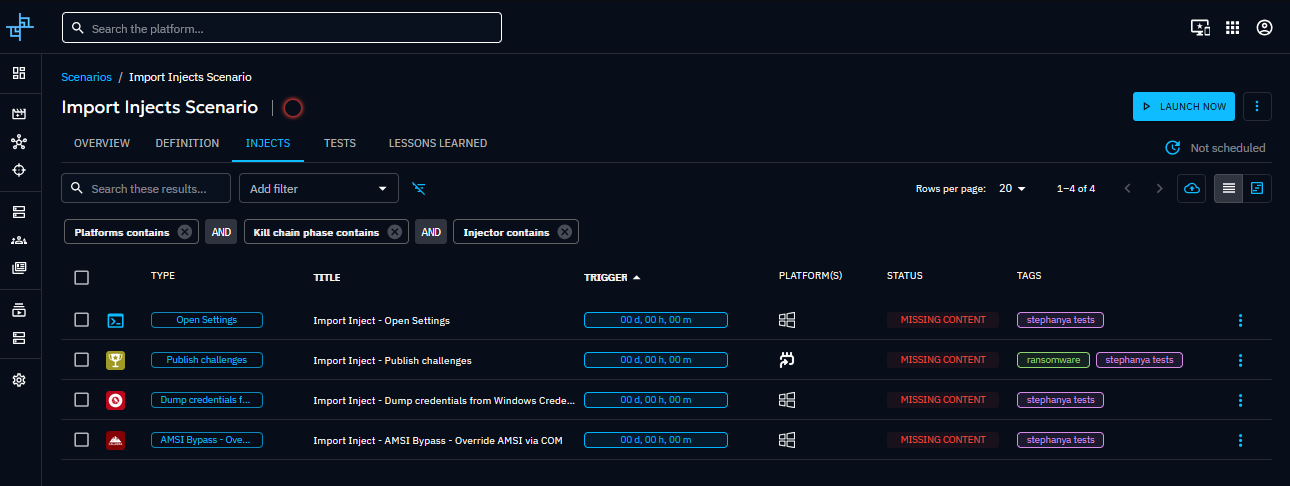 Search the platform...
Scenarios / Import Injects Scenario
Import Injects Scenario
LAUNCH NOW
OVERVIEW DEFINITION INJECTS TESTS LESSONS LEARNED
Not scheduled
Search these results... Add filter Rows per page: 20 1–4 of 4
Platforms contains AND Kill chain phase contains AND Injector contains
TYPE TITLE TRIGGER PLATFORM(S) STATUS TAGS
Open Settings Import Inject - Open Settings 00 d, 00 h, 00 m MISSING CONTENT stephanya tests
Publish challenges Import Inject - Publish challenges 00 d, 00 h, 00 m MISSING CONTENT ransomware stephanya tests
Dump credentials f... Import Inject - Dump credentials from Windows Crede... 00 d, 00 h, 00 m MISSING CONTENT stephanya tests
AMSI Bypass - Ove... Import Inject - AMSI Bypass - Override AMSI via COM 00 d, 00 h, 00 m MISSING CONTENT stephanya tests